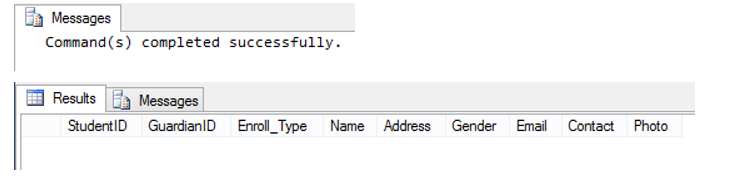 Messages
Command(s) completed successfully.
Results Messages
StudentID GuardianID Enroll_Type Name Address Gender Email Contact Photo